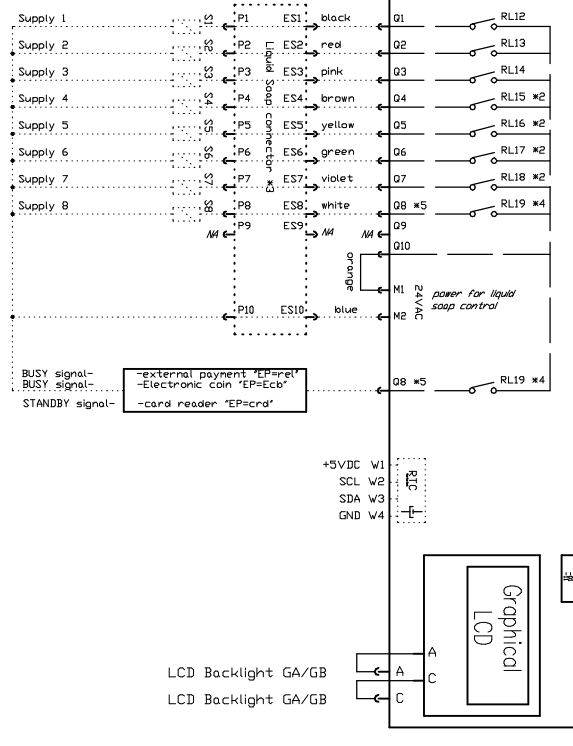 Supply 1 S1 P1 ES1 black Q1 RL12
Supply 2 S2 P2 ES2 red Q2 RL13
Supply 3 S3 P3 ES3 pink Q3 RL14
Supply 4 S4 P4 ES4 brown Q4 RL15 *2
Supply 5 S5 P5 ES5 yellow Q5 RL16 *2
Supply 6 S6 P6 ES6 green Q6 RL17 *2
Supply 7 S7 P7 ES7 violet Q7 RL18 *2
Supply 8 S8 P8 ES8 white Q8 *5 RL19 *4
NA P9 ES9 NA Q9
Liquid Soap connector *3
Q10
orange
M1
24VAC
power for liquid
soap control
P10 ES10 blue M2
BUSY signal- -external payment "EP=rel"
BUSY signal- -Electronic coin "EP=Ecb"
STANDBY signal- -card reader "EP=crd"
Q8 *5 RL19 *4
+5VDC W1
SCL W2
SDA W3
GND W4
RTC
Graphical
LCD
A
C
LCD Backlight GA/GB A
LCD Backlight GA/GB C